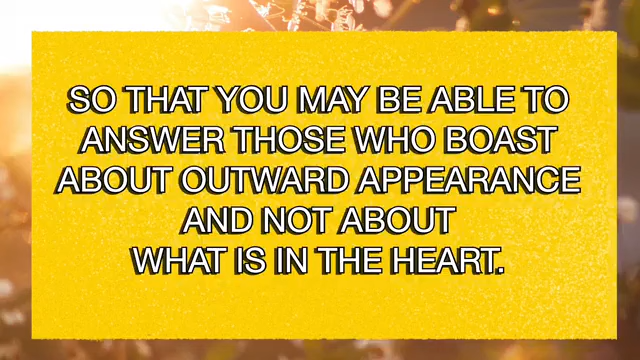 SO THAT YOU MAY BE ABLE TO
ANSWER THOSE WHO BOAST
ABOUT OUTWARD APPEARANCE
AND NOT ABOUT
WHAT IS IN THE HEART.